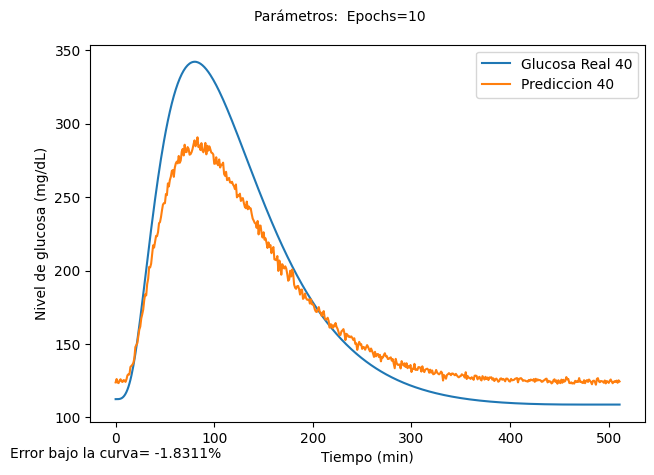 Parámetros:  Epochs=10
350
300
250
200
150
100
Nivel de glucosa (mg/dL)
Glucosa Real 40
Prediccion 40
0
100
200
300
400
500
Tiempo (min)
Error bajo la curva= -1.8311%